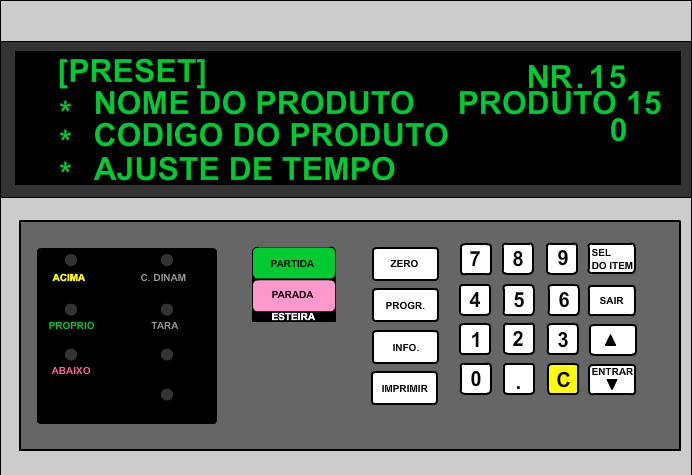 [PRESET] NR.15
* NOME DO PRODUTO PRODUTO 15
* CODIGO DO PRODUTO 0
* AJUSTE DE TEMPO
ACIMA C. DINAM
PROPRIO TARA
ABAIXO
PARTIDA
PARADA
ESTEIRA
ZERO
PROGR.
INFO.
IMPRIMIR
7 8 9 SEL DO ITEM
4 5 6 SAIR
1 2 3 ▲
0 . C ENTRAR ▼